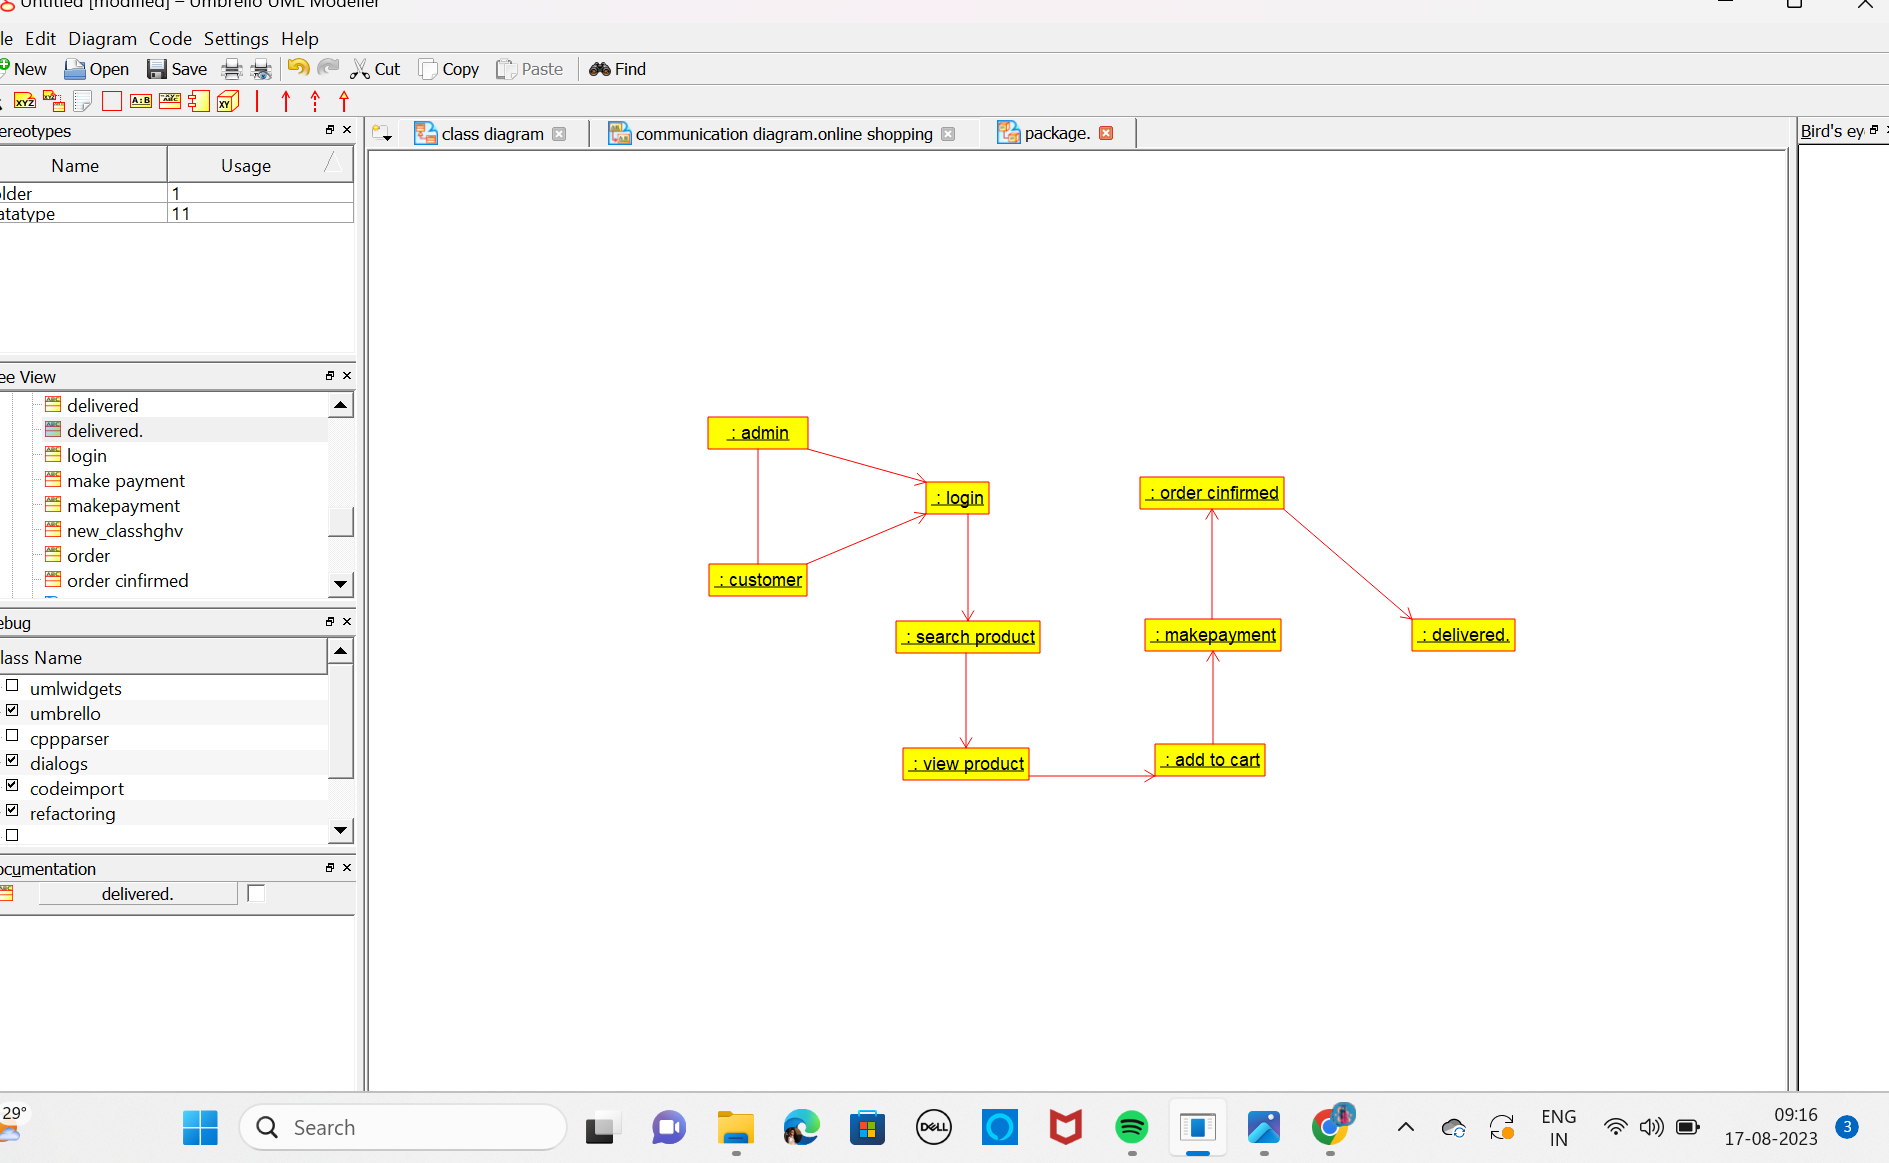 Untitled [modified] – Umbrello UML Modeller
le Edit Diagram Code Settings Help
New Open Save Cut Copy Paste Find
ereotypes
Name Usage
older 1
atatype 11
ee View
delivered
delivered.
login
make payment
makepayment
new_classhghv
order
order cinfirmed
ebug
lass Name
umlwidgets
umbrello
cppparser
dialogs
codeimport
refactoring
ocumentation
delivered.
class diagram
communication diagram.online shopping
package.
Bird's ey
: admin
: login
: customer
: search product
: view product
: order cinfirmed
: makepayment
: add to cart
: delivered.
29°
Search
DELL
ENG
IN
09:16
17-08-2023
3